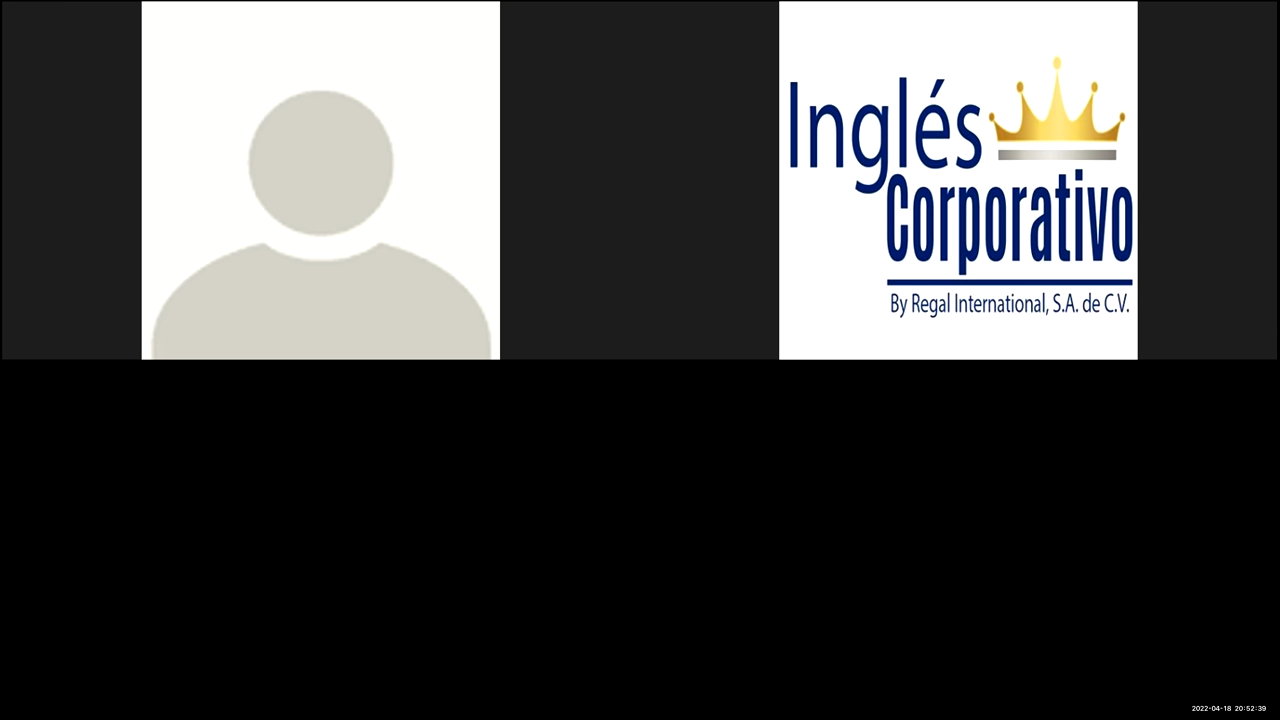 Inglés
Corporativo
By Regal International, S.A. de C.V.
2022-04-18 20:52:39